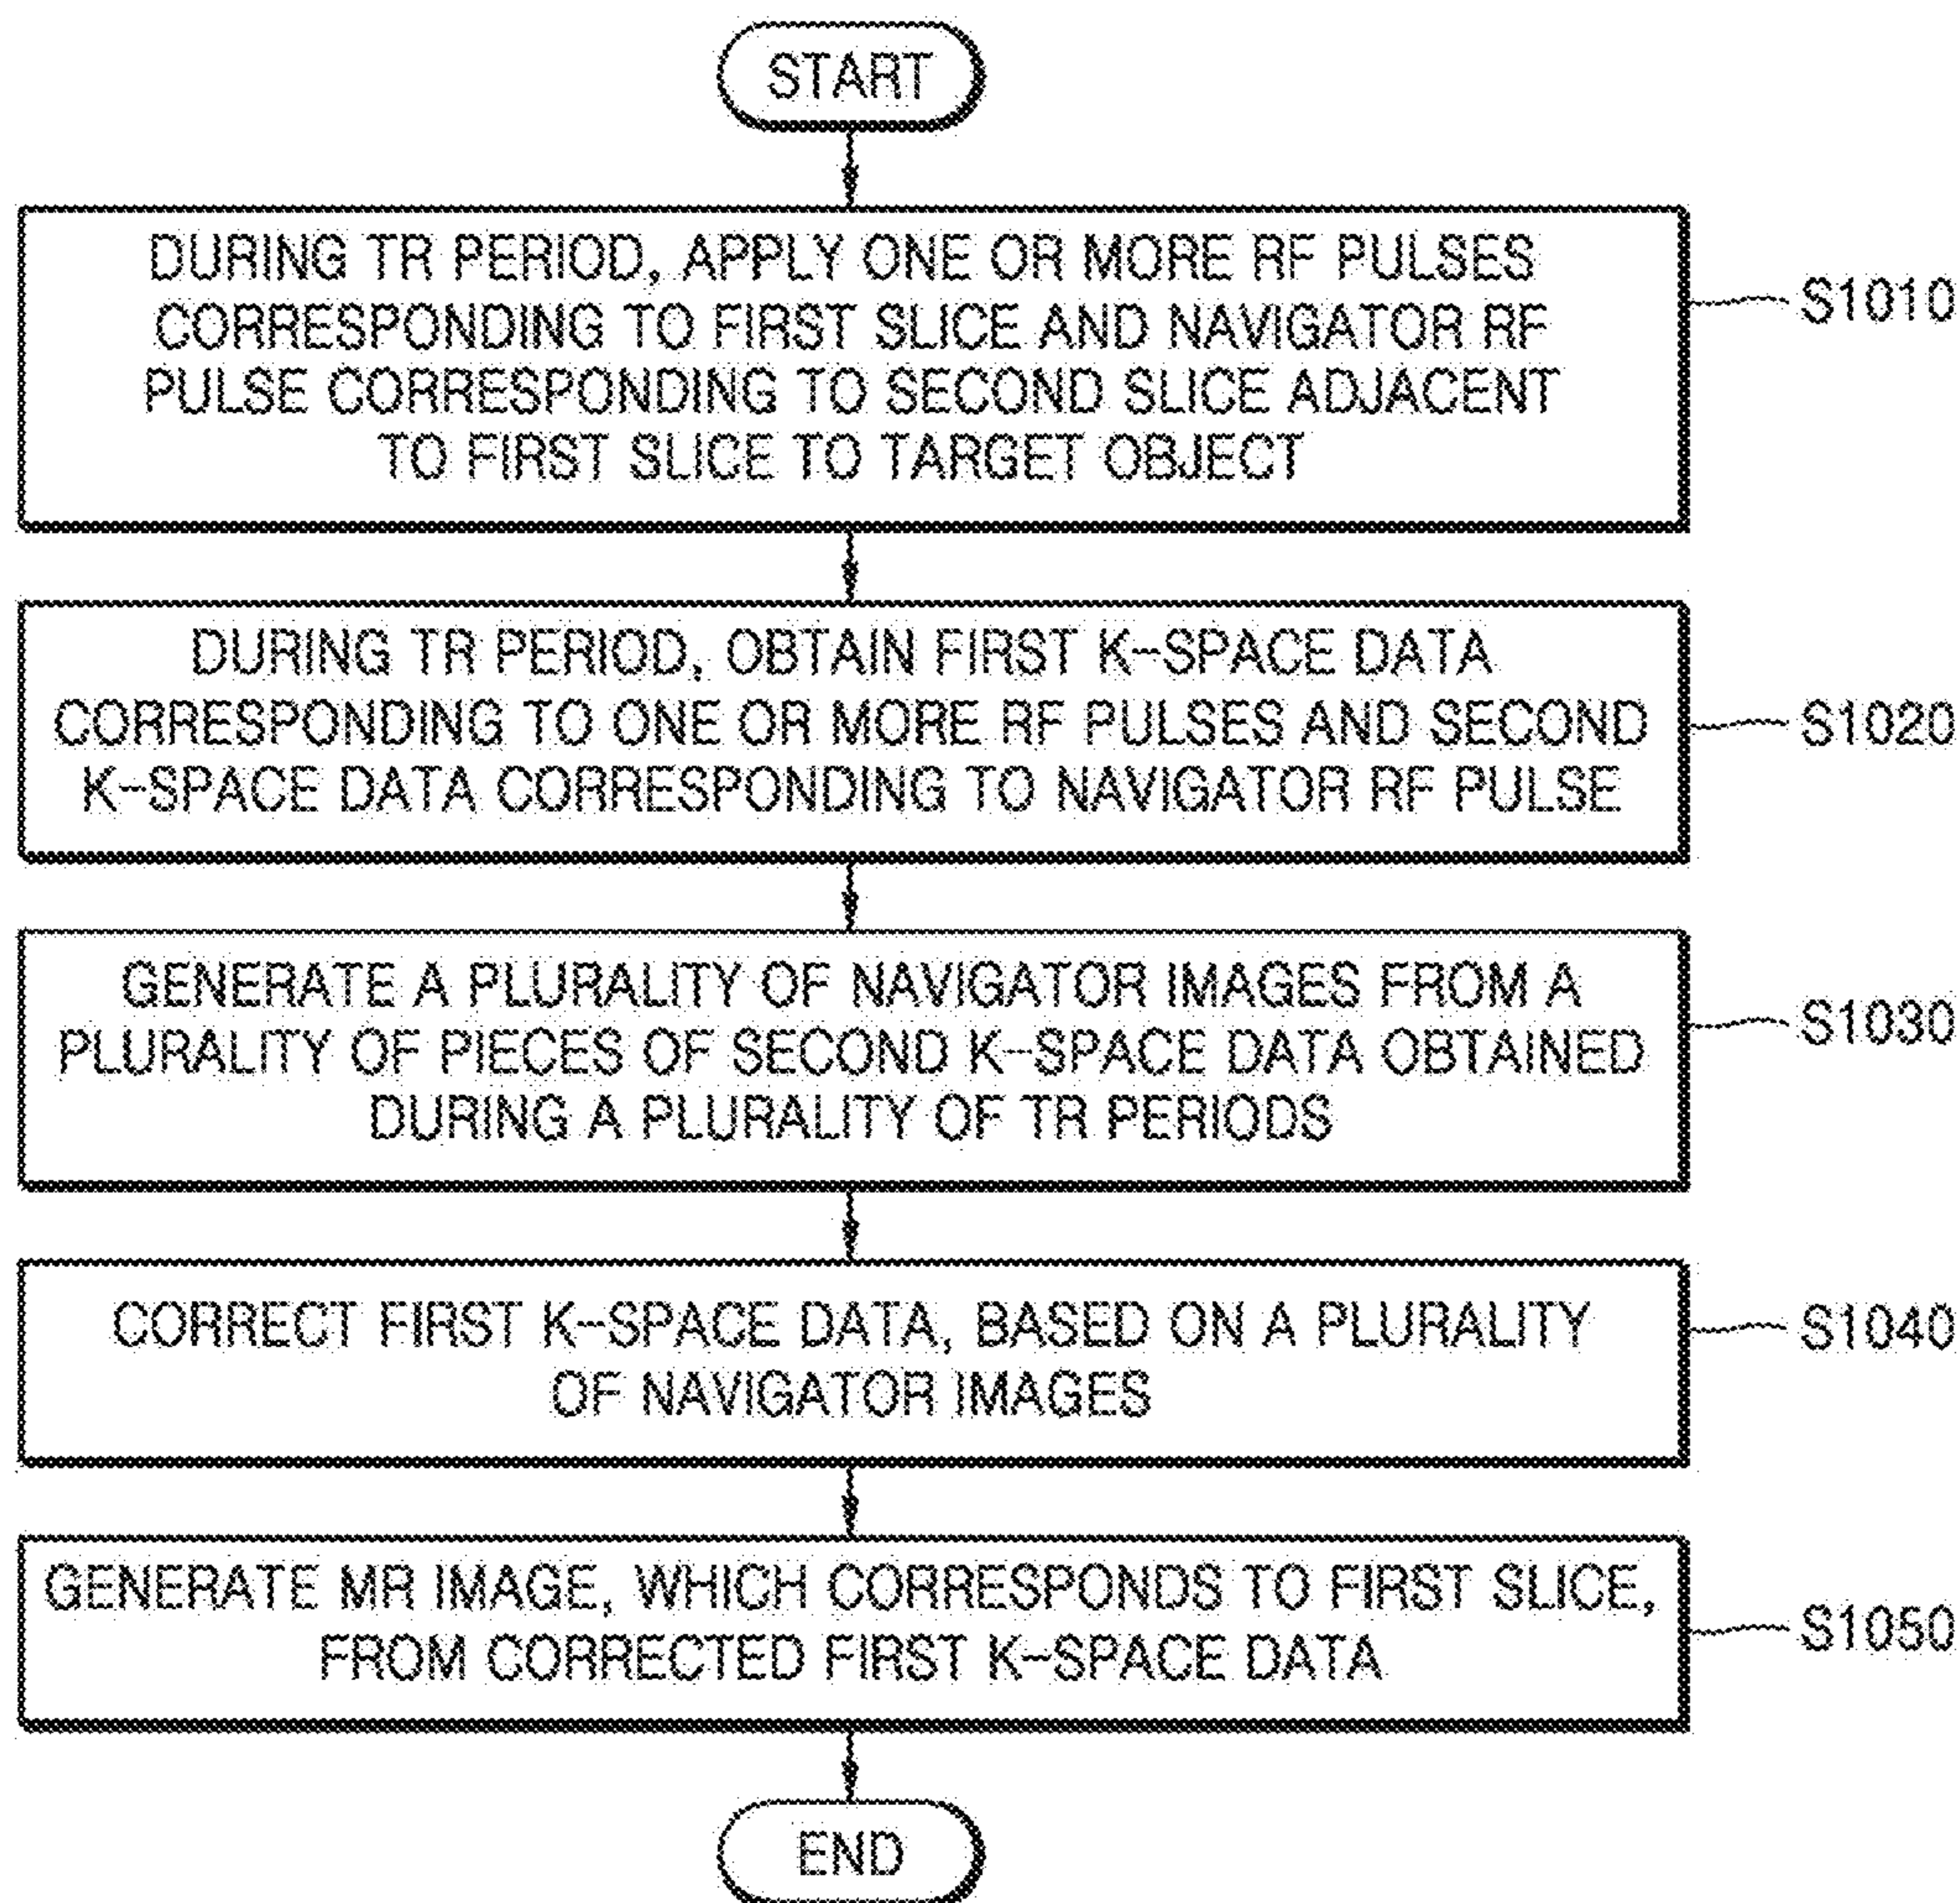 START
DURING TR PERIOD, APPLY ONE OR MORE RF PULSES
CORRESPONDING TO FIRST SLICE AND NAVIGATOR RF
PULSE CORRESPONDING TO SECOND SLICE ADJACENT
TO FIRST SLICE TO TARGET OBJECT
S1010
DURING TR PERIOD, OBTAIN FIRST K-SPACE DATA
CORRESPONDING TO ONE OR MORE RF PULSES AND SECOND
K-SPACE DATA CORRESPONDING TO NAVIGATOR RF PULSE
S1020
GENERATE A PLURALITY OF NAVIGATOR IMAGES FROM A
PLURALITY OF PIECES OF SECOND K-SPACE DATA OBTAINED
DURING A PLURALITY OF TR PERIODS
S1030
CORRECT FIRST K-SPACE DATA, BASED ON A PLURALITY
OF NAVIGATOR IMAGES
S1040
GENERATE MR IMAGE, WHICH CORRESPONDS TO FIRST SLICE,
FROM CORRECTED FIRST K-SPACE DATA
S1050
END